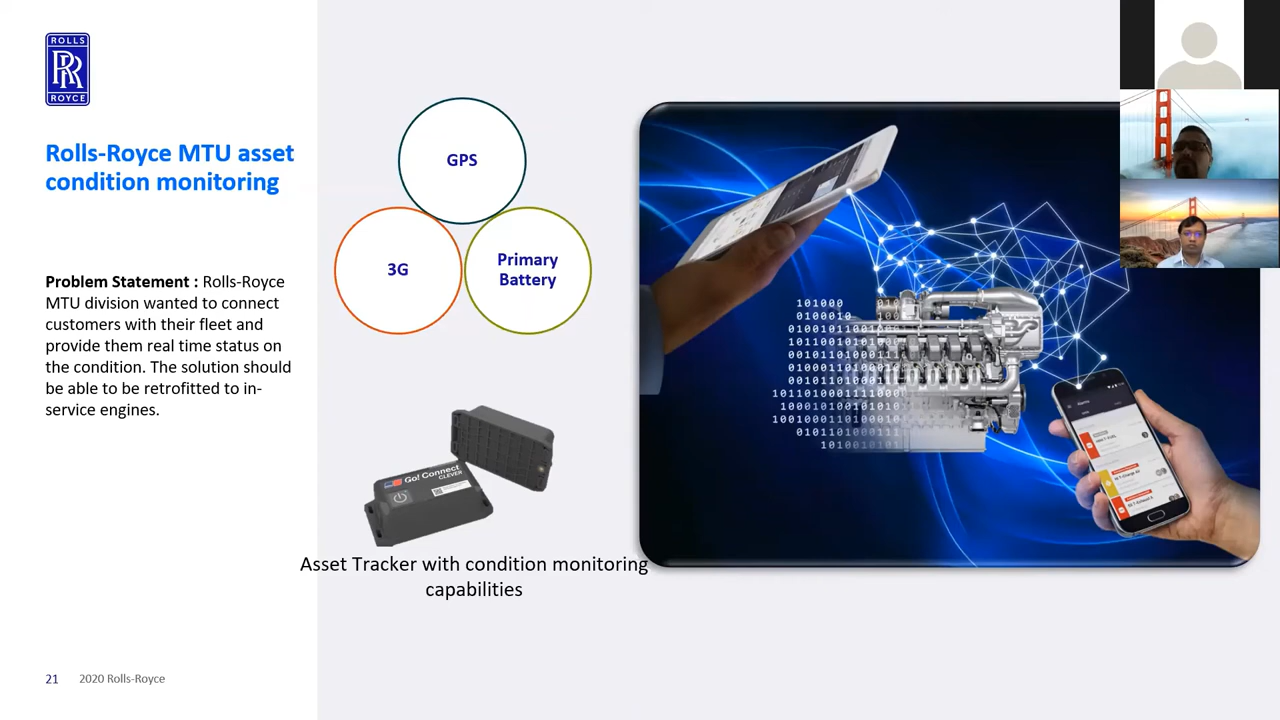 ROLLS
RR
ROYCE
Rolls-Royce MTU asset
condition monitoring
Problem Statement : Rolls-Royce
MTU division wanted to connect
customers with their fleet and
provide them real time status on
the condition. The solution should
be able to be retrofitted to in-
service engines.
GPS
3G
Primary
Battery
Go! Connect
CLEVER
Asset Tracker with condition monitoring
capabilities
101000
0100010
21
2020 Rolls-Royce